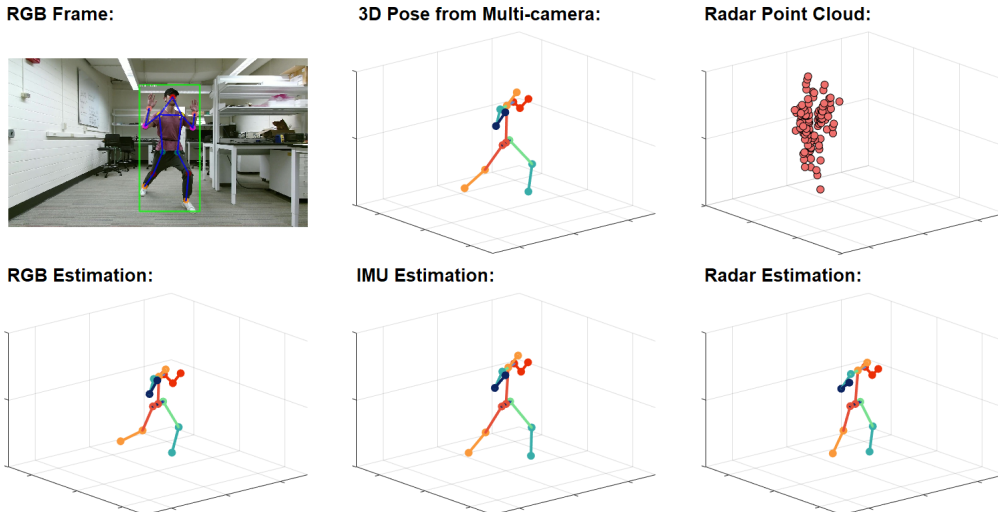 RGB Frame:
3D Pose from Multi-camera:
Radar Point Cloud:
RGB Estimation:
IMU Estimation:
Radar Estimation: